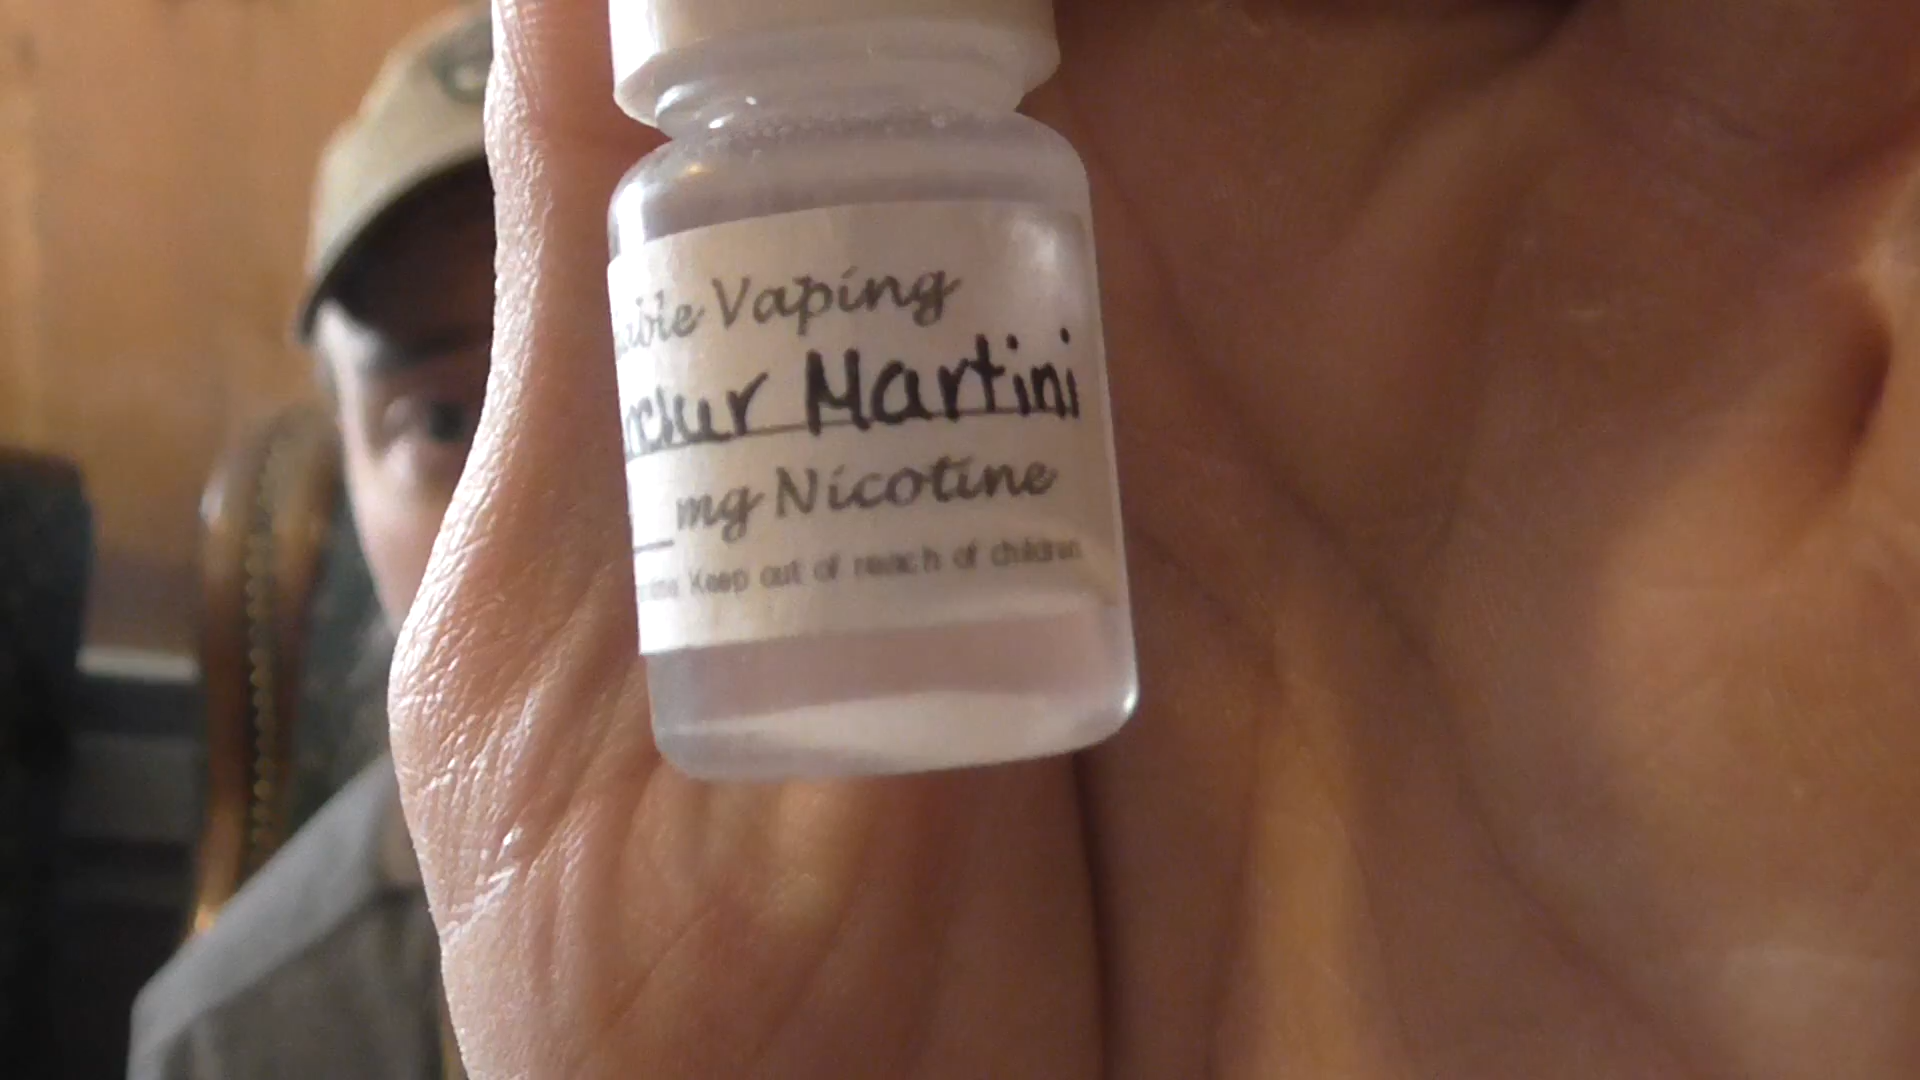 Vaping
Martini
mg Nicotine
Keep out of reach of children